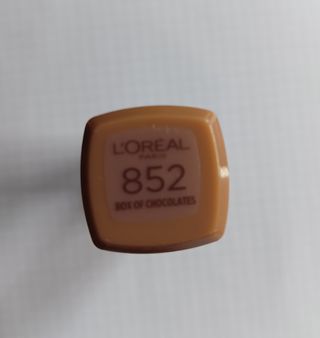 L'ORÉAL
PARIS
852
BOX OF CHOCOLATES